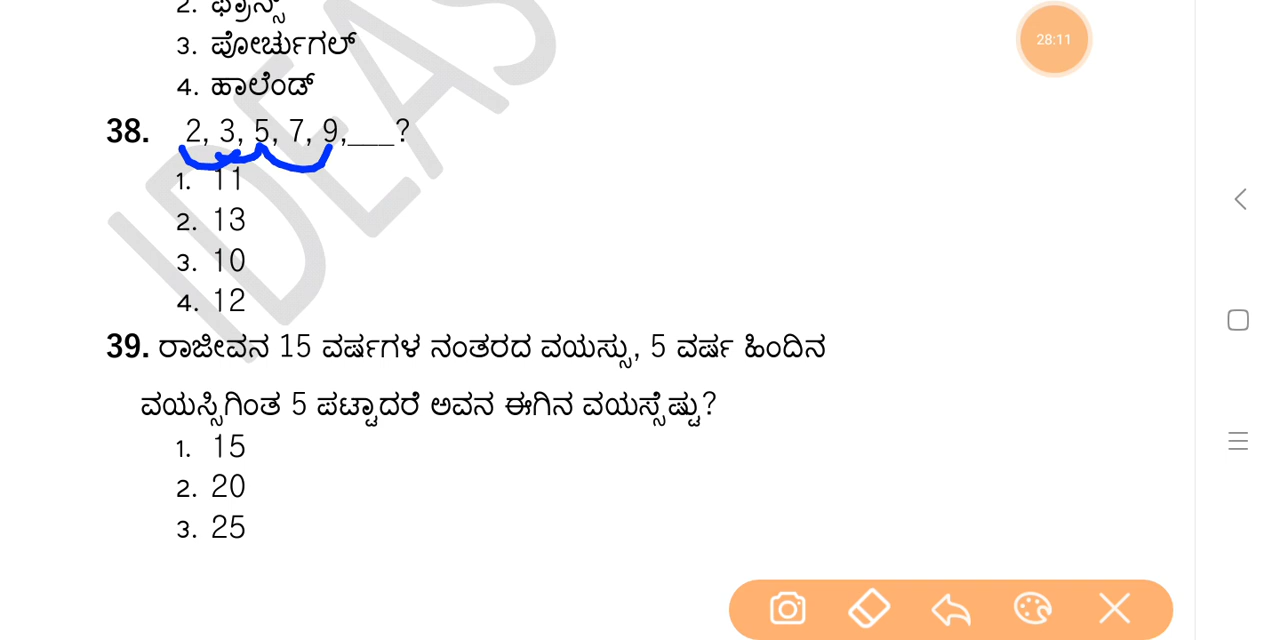 2. ಫ್ರಾನ್ಸ್
3. ಪೋರ್ಚುಗಲ್
4. ಹಾಲೆಂಡ್
38. 2, 3, 5, 7, 9,___?
1. 11
2. 13
3. 10
4. 12
39. ರಾಜೀವನ 15 ವರ್ಷಗಳ ನಂತರದ ವಯಸ್ಸು, 5 ವರ್ಷ ಹಿಂದಿನ
ವಯಸ್ಸಿಗಿಂತ 5 ಪಟ್ಟಾದರೆ ಅವನ ಈಗಿನ ವಯಸ್ಸೆಷ್ಟು?
1. 15
2. 20
3. 25
28:11
IDEAS